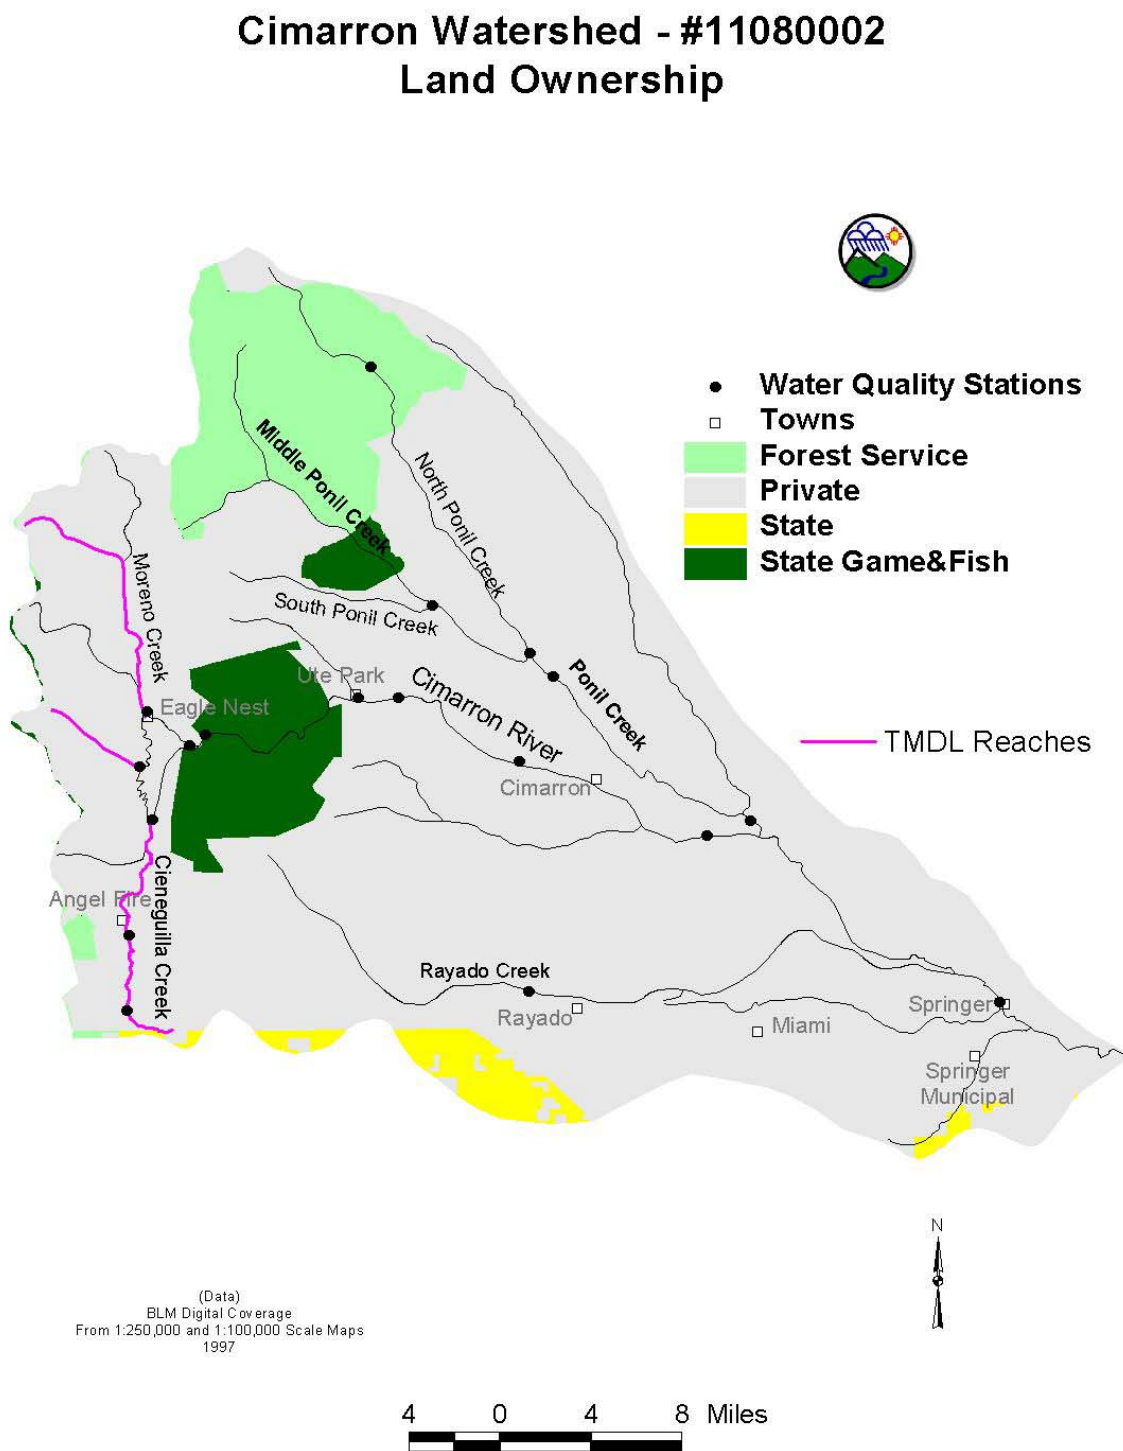 Cimarron Watershed - #11080002
Land Ownership
Water Quality Stations
Towns
Forest Service
Private
State
State Game&Fish
TMDL Reaches
Middle Ponil Creek
North Ponil Creek
Moreno Creek
South Ponil Creek
Ute Park
Eagle Nest
Cimarron River
Ponil Creek
Cimarron
Angel Fire
Cieneguilla Creek
Rayado Creek
Rayado
Miami
Springer
Springer
Municipal
N
(Data)
BLM Digital Coverage
From 1:250,000 and 1:100,000 Scale Maps
1997
4 0 4 8 Miles